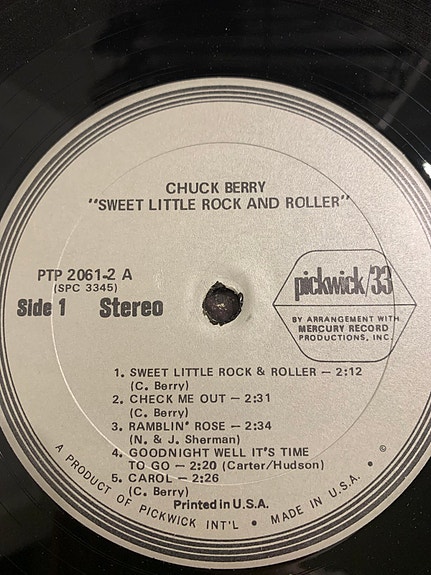 CHUCK BERRY
"SWEET LITTLE ROCK AND ROLLER"
PTP 2061-2 A
(SPC 3345)
Side 1 Stereo
pickwick/33
BY ARRANGEMENT WITH
MERCURY RECORD
PRODUCTIONS, INC.
1. SWEET LITTLE ROCK & ROLLER — 2:12
(C. Berry)
2. CHECK ME OUT — 2:31
(C. Berry)
3. RAMBLIN' ROSE — 2:34
(N. & J. Sherman)
4. GOODNIGHT WELL IT'S TIME
TO GO — 2:20 (Carter/Hudson)
5. CAROL — 2:26
(C. Berry)
Printed in U.S.A.
A PRODUCT OF PICKWICK INT'L • MADE IN U.S.A. • ©